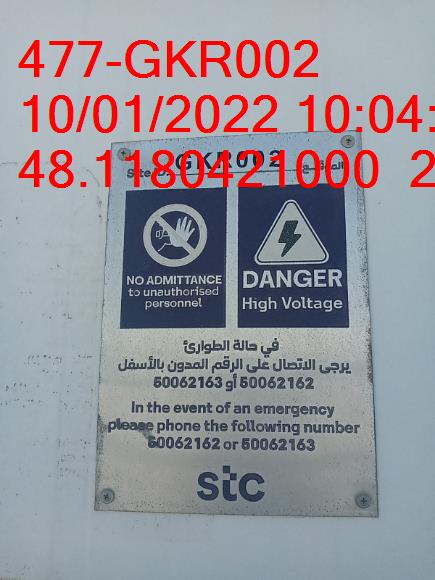 477-GKR002
10/01/2022 10:04:
48.1180421000 2
GKR002
NO ADMITTANCE
to unauthorised
personnel
DANGER
High Voltage
في حالة الطوارئ
يرجى الاتصال على الرقم المدون بالأسفل
50062162 أو 50062163
In the event of an emergency
please phone the following number
50062162 or 50062163
stc